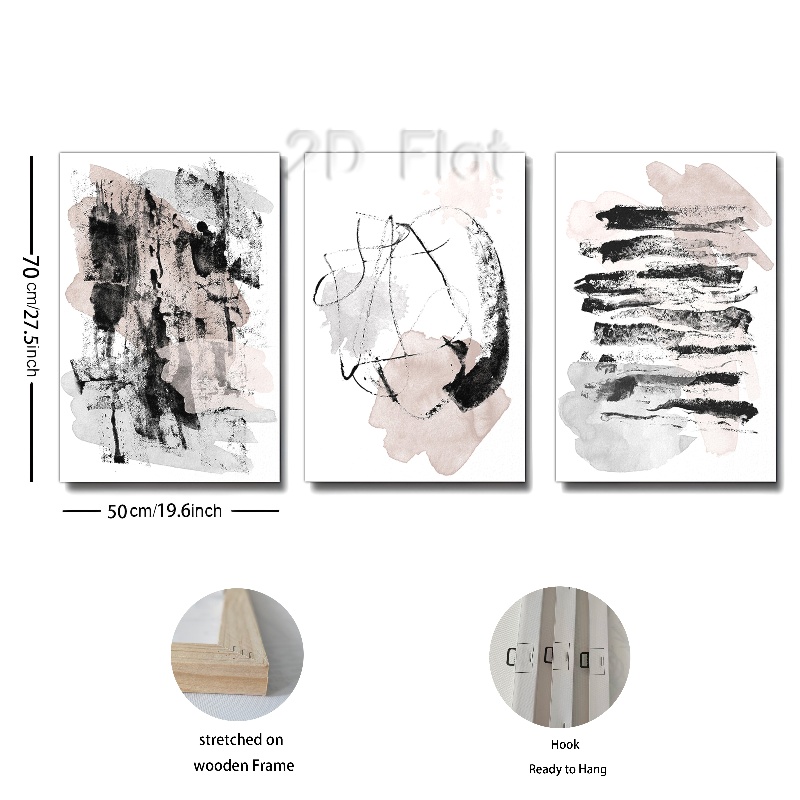 2D Flat
70 cm/27.5inch
50 cm/19.6inch
stretched on
wooden Frame
Hook
Ready to Hang